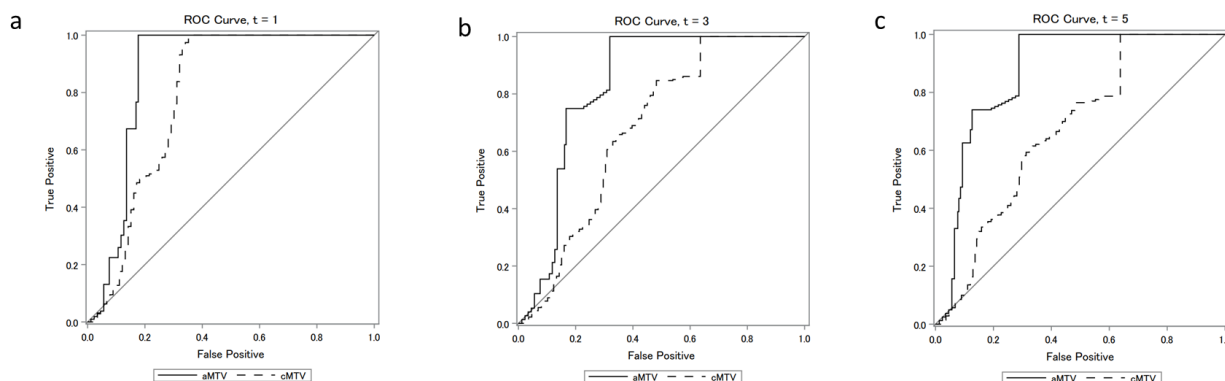 a
ROC Curve, t = 1
True Positive
1.0
0.8
0.6
0.4
0.2
0.0
0.0 0.2 0.4 0.6 0.8 1.0
False Positive
aMTV cMTV
b
ROC Curve, t = 3
True Positive
1.0
0.8
0.6
0.4
0.2
0.0
0.0 0.2 0.4 0.6 0.8 1.0
False Positive
aMTV cMTV
c
ROC Curve, t = 5
True Positive
1.0
0.8
0.6
0.4
0.2
0.0
0.0 0.2 0.4 0.6 0.8 1.0
False Positive
aMTV cMTV